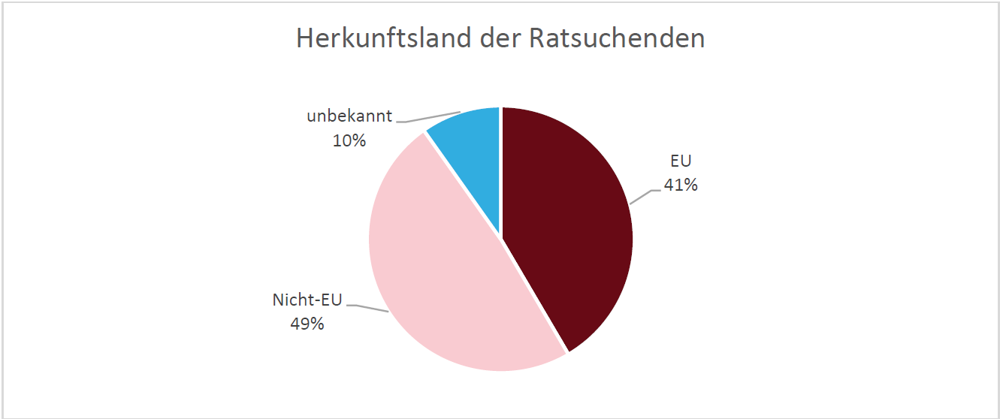 Herkunftsland der Ratsuchenden
unbekannt
10%
EU
41%
Nicht-EU
49%